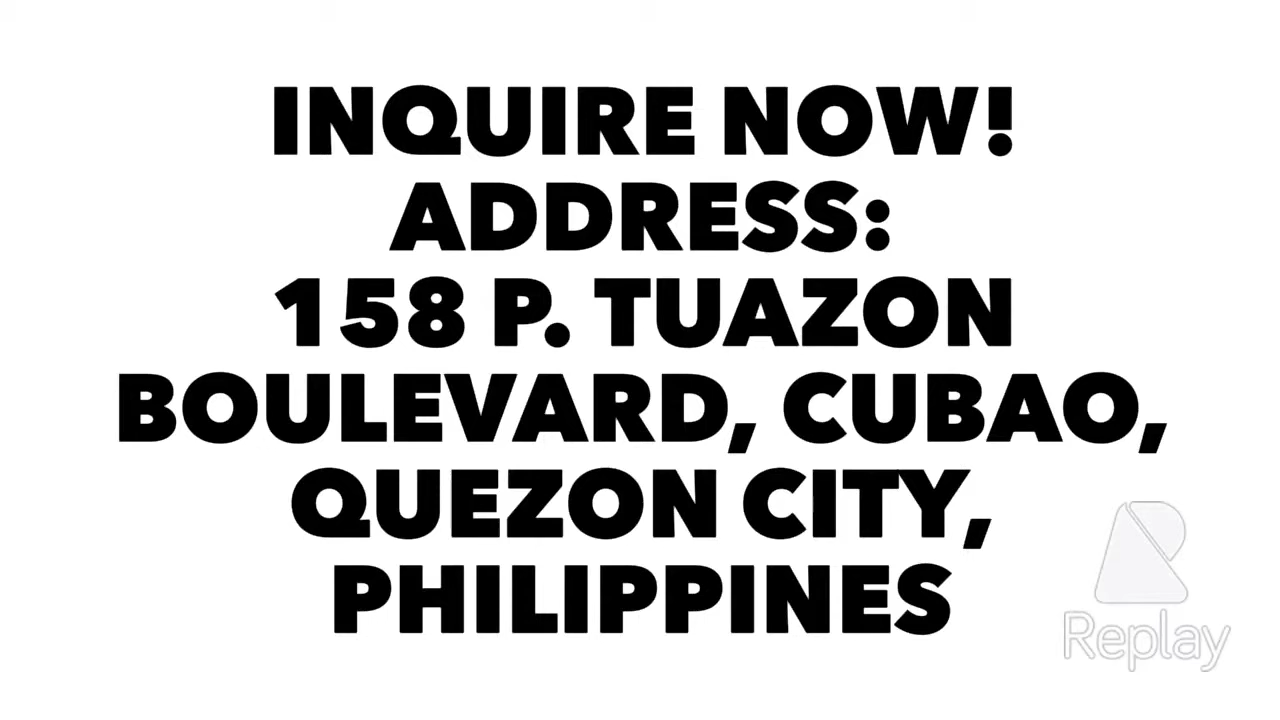 INQUIRE NOW!
ADDRESS:
158 P. TUAZON
BOULEVARD, CUBAO,
QUEZON CITY,
PHILIPPINES
Replay